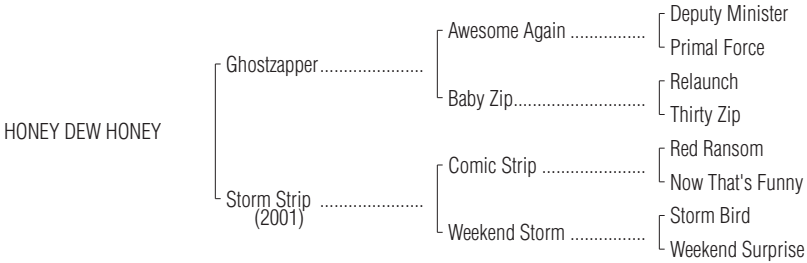 Deputy Minister
Awesome Again ................
Primal Force
Ghostzapper......................
Relaunch
Baby Zip............................
Thirty Zip
HONEY DEW HONEY
Red Ransom
Comic Strip ......................
Now That's Funny
Storm Strip ......................
(2001)
Storm Bird
Weekend Storm ................
Weekend Surprise